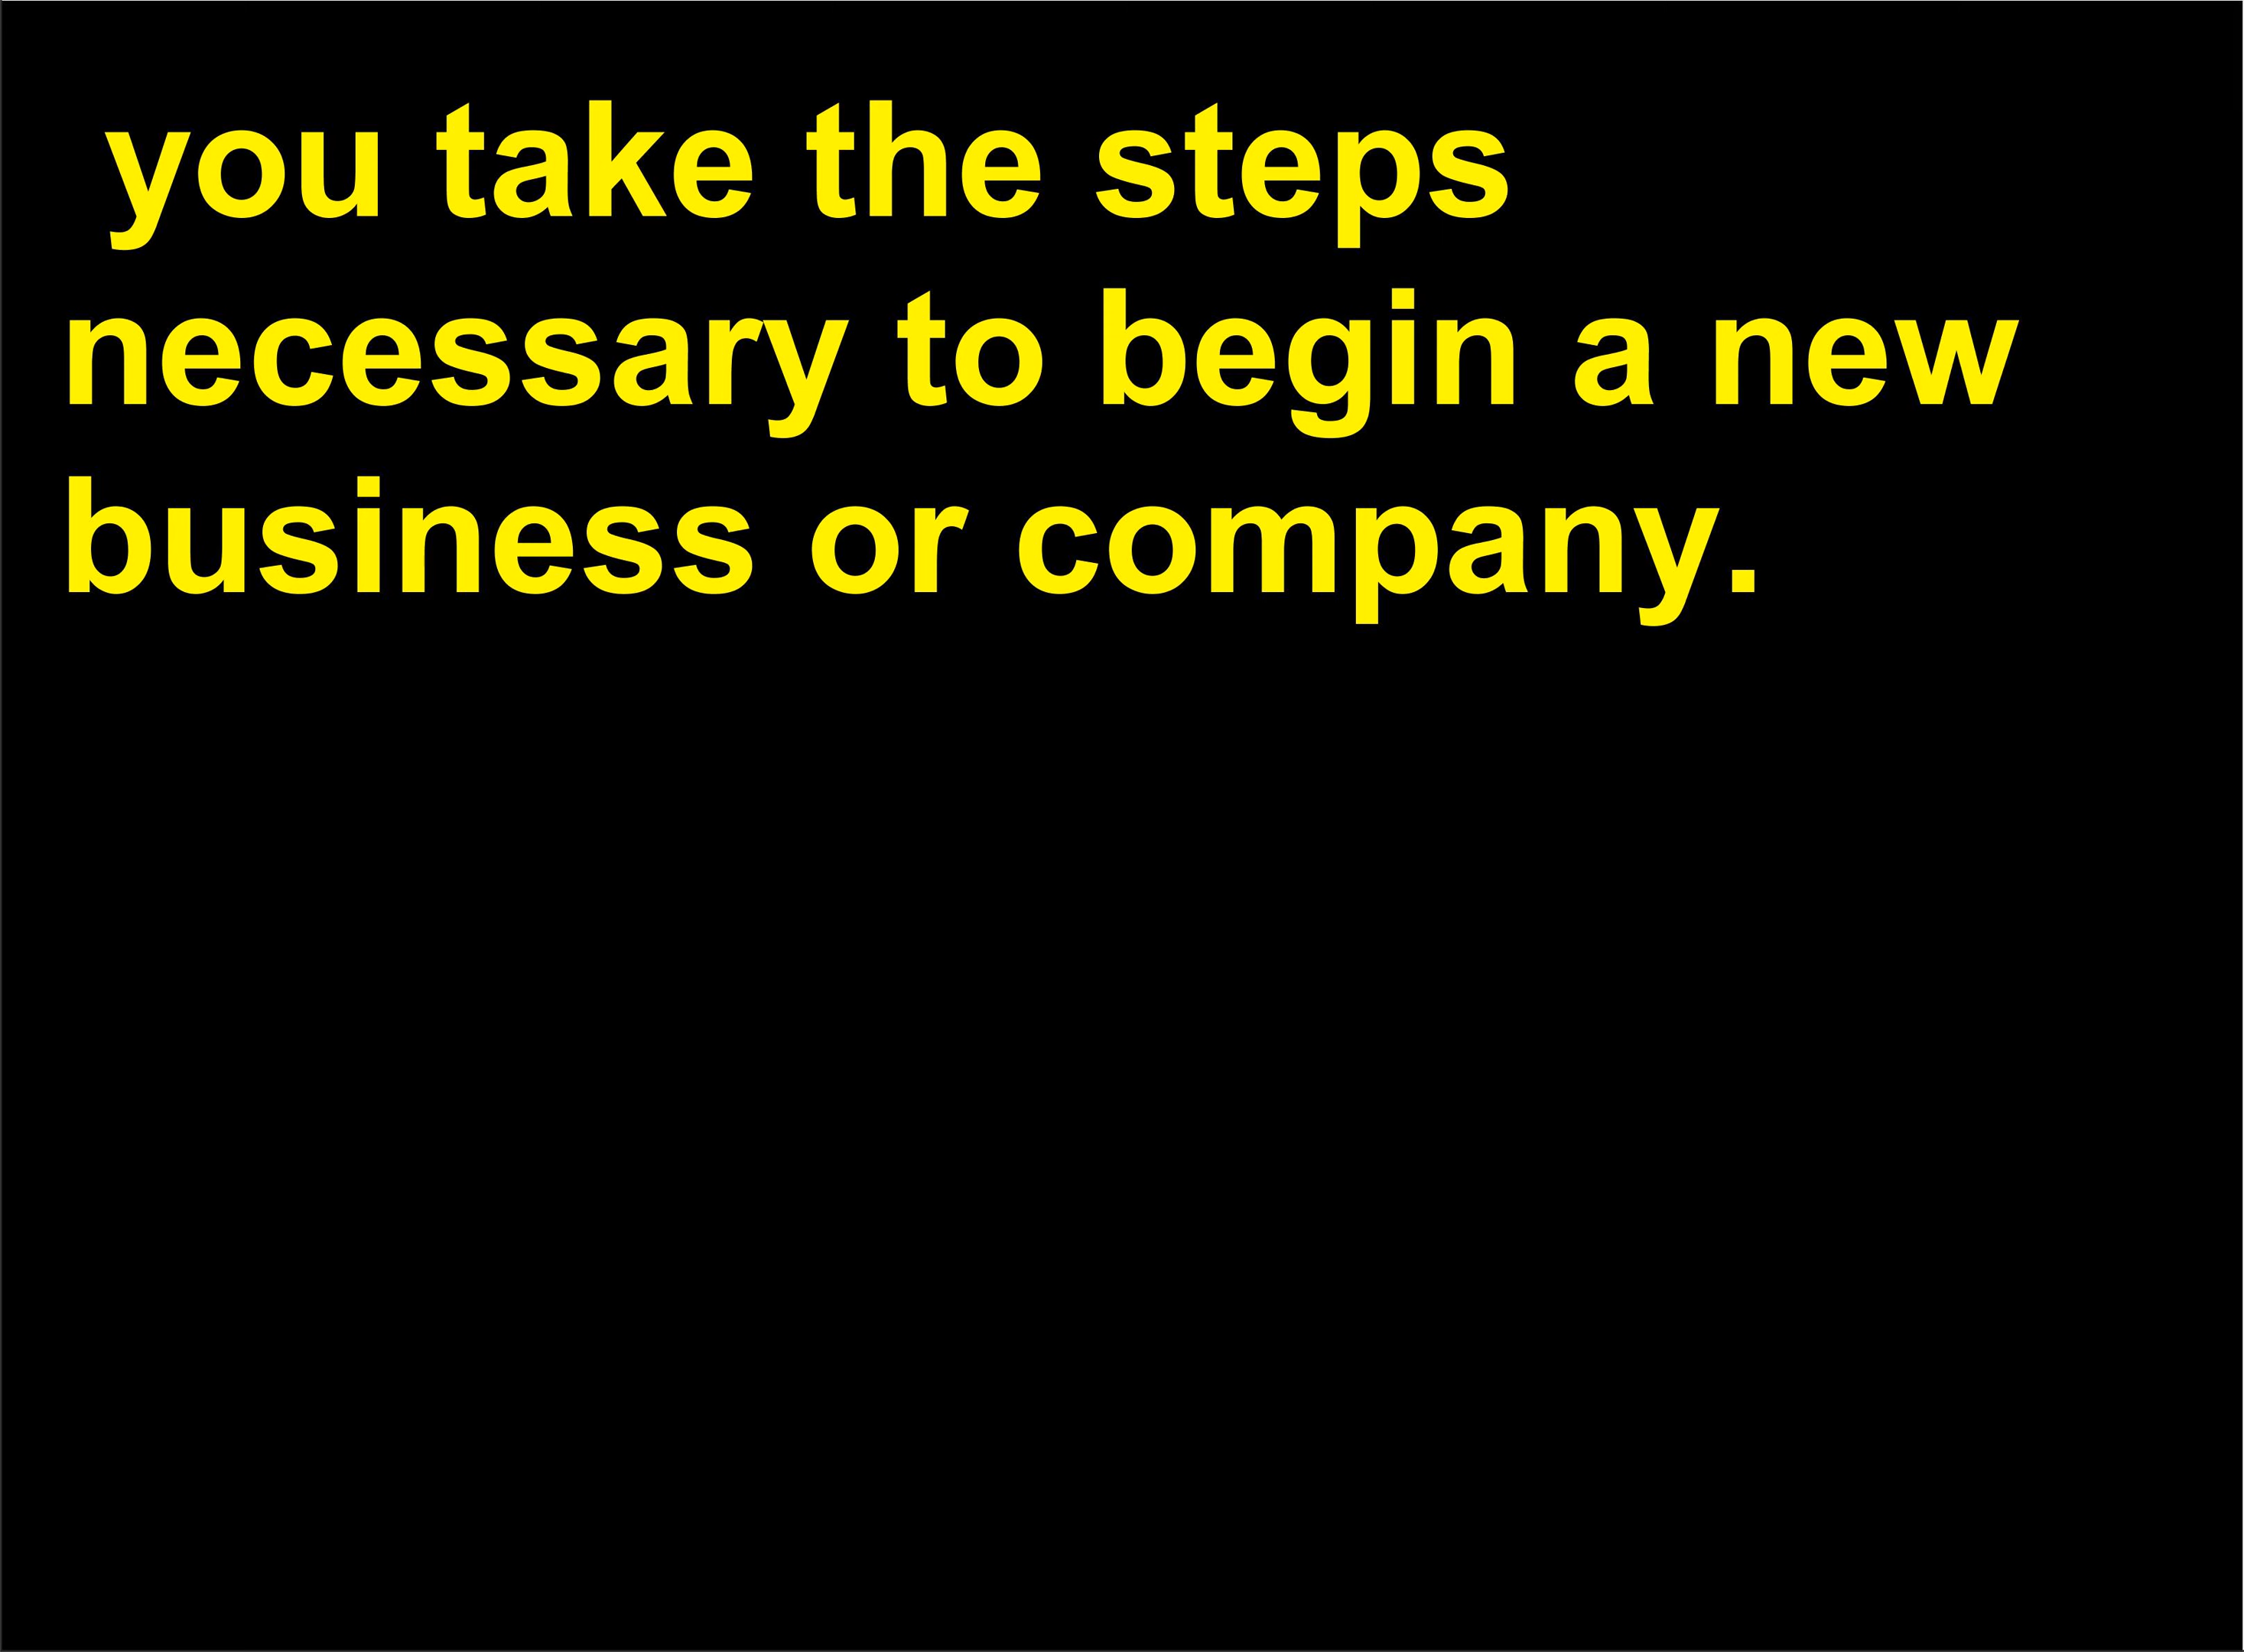 you take the steps
necessary to begin a new
business or company.